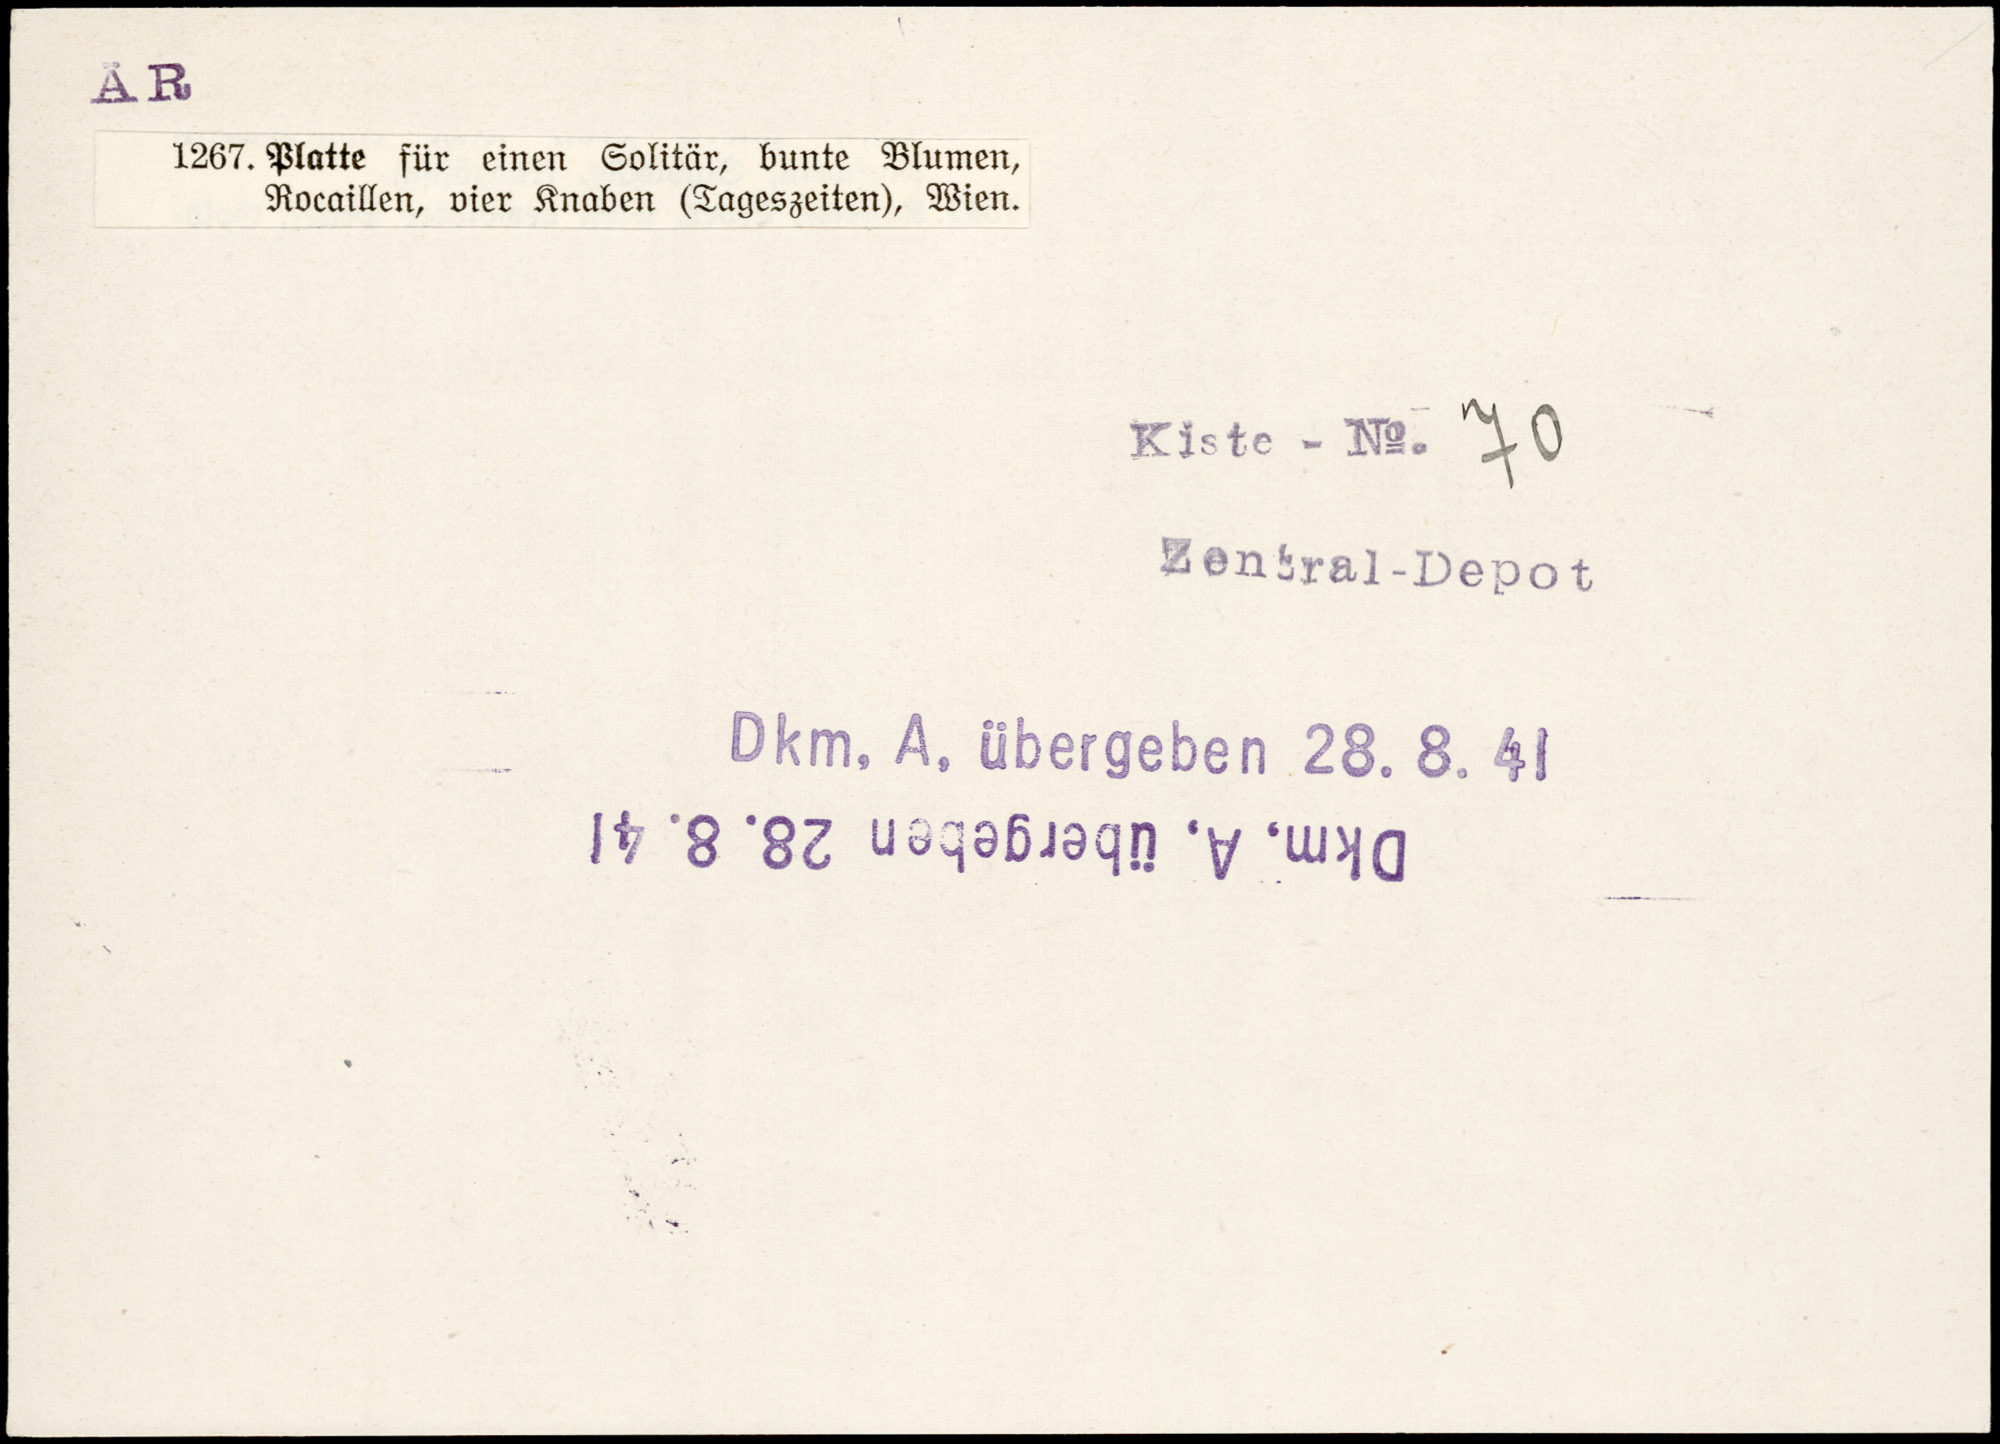 ÄR
1267. Platte für einen Solitär, bunte Blumen,
Rocaillen, vier Knaben (Tageszeiten), Wien.
Kiste - №. 70
Zentral-Depot
Dkm. A. übergeben 28. 8. 41
Dkm. A. übergeben 28. 8. 41